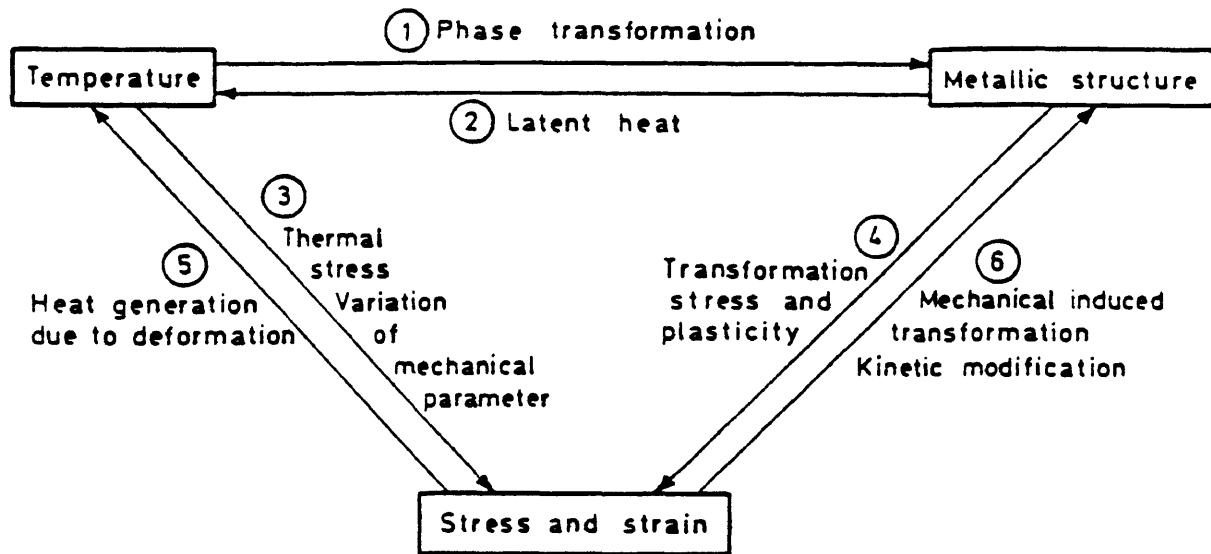 ① Phase transformation
Temperature
Metallic structure
② Latent heat
③
Thermal
stress
Variation
of
mechanical
parameter
④
Transformation
stress and
plasticity
⑤
Heat generation
due to deformation
⑥
Mechanical induced
transformation
Kinetic modification
Stress and strain